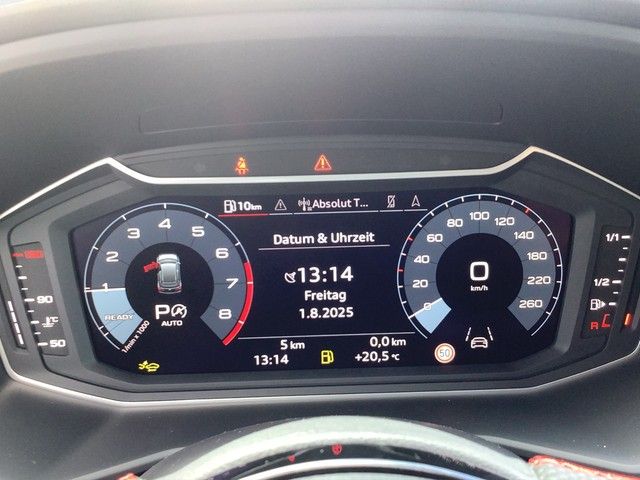 10km
Absolut T...
Datum & Uhrzeit
13:14
Freitag
1.8.2025
5 km
0,0 km
13:14
+20,5 °C
1
2
3
4
5
6
7
8
READY
1/min x 1000
P
AUTO
0
20
40
60
80
100
120
140
180
220
260
0
km/h
50
90
°C
50
1/1
1/2
R